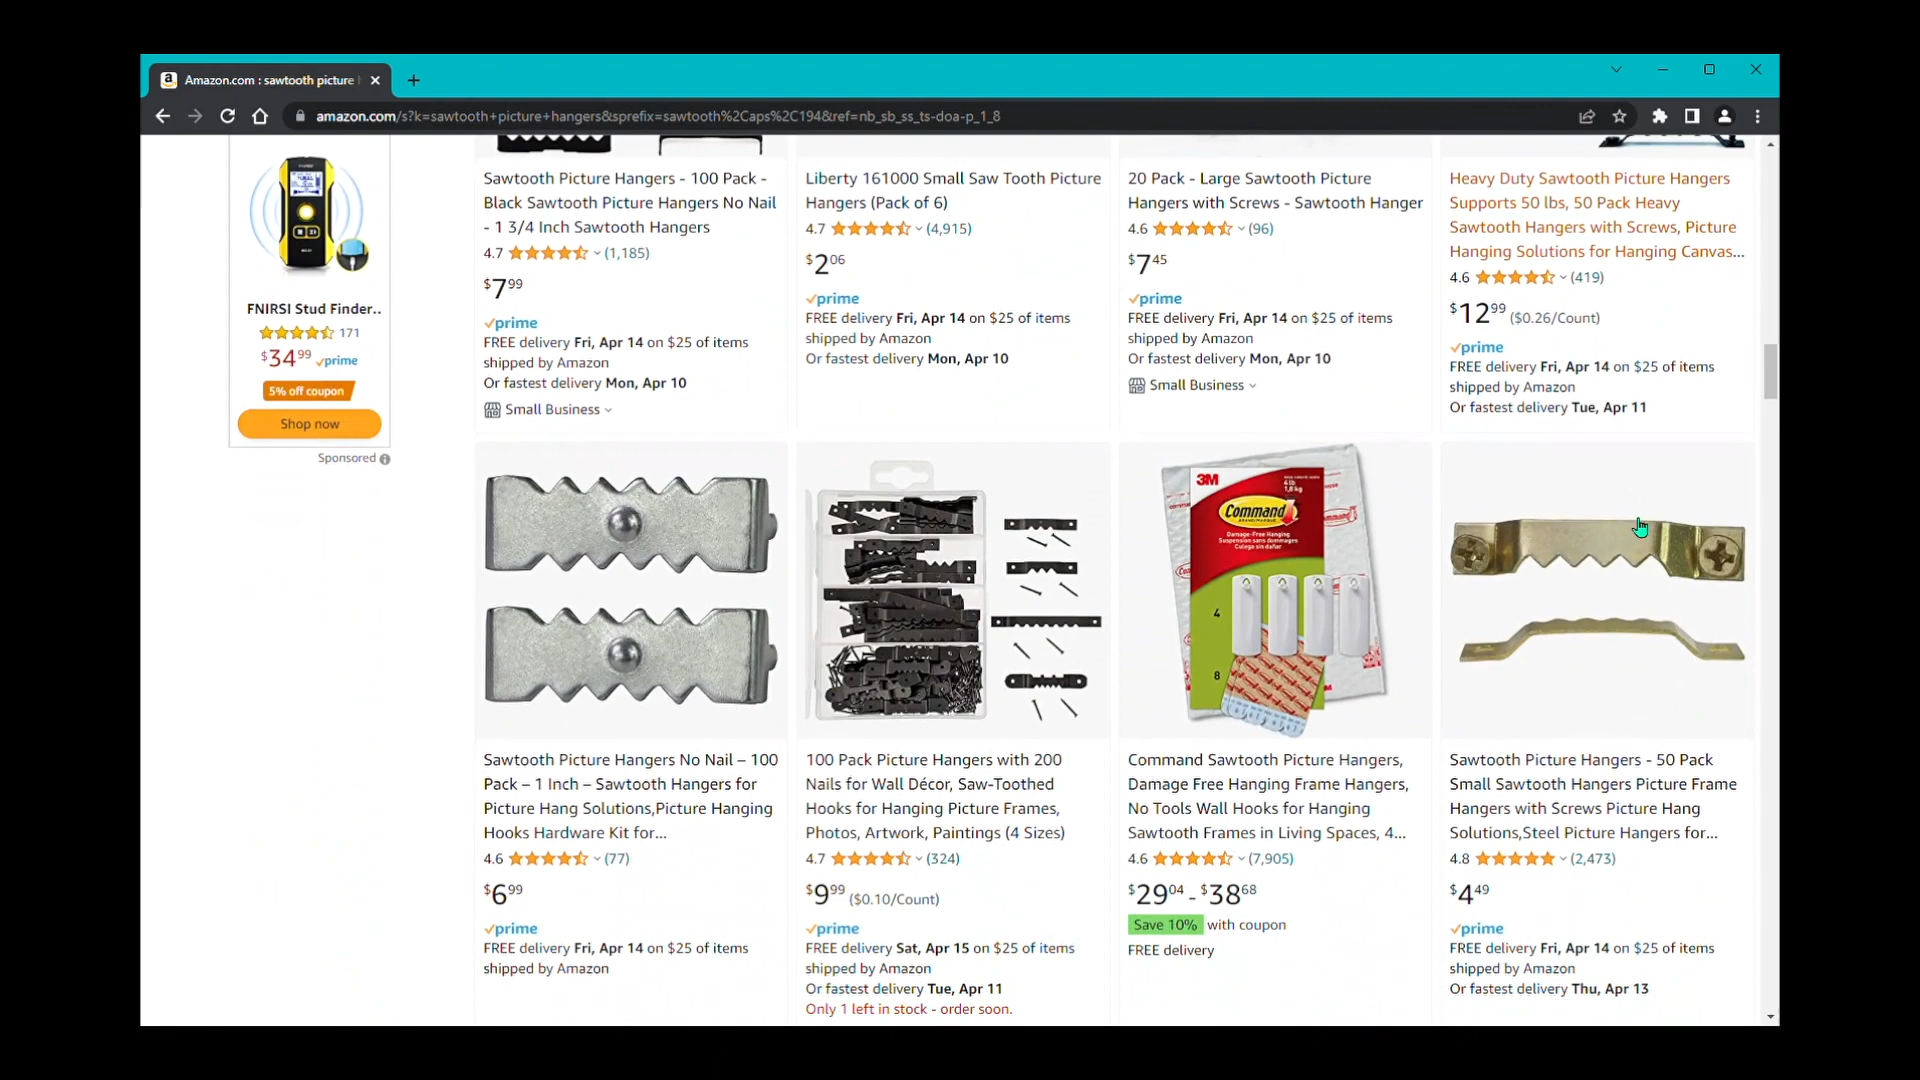 Amazon.com : sawtooth picture
amazon.com/s?k=sawtooth+picture+hangers&sprefix=sawtooth%2Caps%2C194&ref=nb_sb_ss_ts-doa-p_1_8
FNIRSI Stud Finder..
171
$34.99 prime
5% off coupon
Shop now
Sponsored
Sawtooth Picture Hangers - 100 Pack -
Black Sawtooth Picture Hangers No Nail
- 1 3/4 Inch Sawtooth Hangers
4.7 (1,185)
$7.99
prime
FREE delivery Fri, Apr 14 on $25 of items
shipped by Amazon
Or fastest delivery Mon, Apr 10
Small Business
Liberty 161000 Small Saw Tooth Picture
Hangers (Pack of 6)
4.7 (4,915)
$2.06
prime
FREE delivery Fri, Apr 14 on $25 of items
shipped by Amazon
Or fastest delivery Mon, Apr 10
20 Pack - Large Sawtooth Picture
Hangers with Screws - Sawtooth Hanger
4.6 (96)
$7.45
prime
FREE delivery Fri, Apr 14 on $25 of items
shipped by Amazon
Or fastest delivery Mon, Apr 10
Small Business
Heavy Duty Sawtooth Picture Hangers
Supports 50 lbs, 50 Pack Heavy
Sawtooth Hangers with Screws, Picture
Hanging Solutions for Hanging Canvas...
4.6 (419)
$12.99 ($0.26/Count)
prime
FREE delivery Fri, Apr 14 on $25 of items
shipped by Amazon
Or fastest delivery Tue, Apr 11
3M
Command
Damage-Free Hanging
4
8
Sawtooth Picture Hangers No Nail – 100
Pack – 1 Inch – Sawtooth Hangers for
Picture Hang Solutions,Picture Hanging
Hooks Hardware Kit for...
4.6 (77)
$6.99
prime
FREE delivery Fri, Apr 14 on $25 of items
shipped by Amazon
100 Pack Picture Hangers with 200
Nails for Wall Décor, Saw-Toothed
Hooks for Hanging Picture Frames,
Photos, Artwork, Paintings (4 Sizes)
4.7 (324)
$9.99 ($0.10/Count)
prime
FREE delivery Sat, Apr 15 on $25 of items
shipped by Amazon
Or fastest delivery Tue, Apr 11
Only 1 left in stock - order soon.
Command Sawtooth Picture Hangers,
Damage Free Hanging Frame Hangers,
No Tools Wall Hooks for Hanging
Sawtooth Frames in Living Spaces, 4...
4.6 (7,905)
$29.04 - $38.68
Save 10% with coupon
FREE delivery
Sawtooth Picture Hangers - 50 Pack
Small Sawtooth Hangers Picture Frame
Hangers with Screws Picture Hang
Solutions,Steel Picture Hangers for...
4.8 (2,473)
$4.49
prime
FREE delivery Fri, Apr 14 on $25 of items
shipped by Amazon
Or fastest delivery Thu, Apr 13